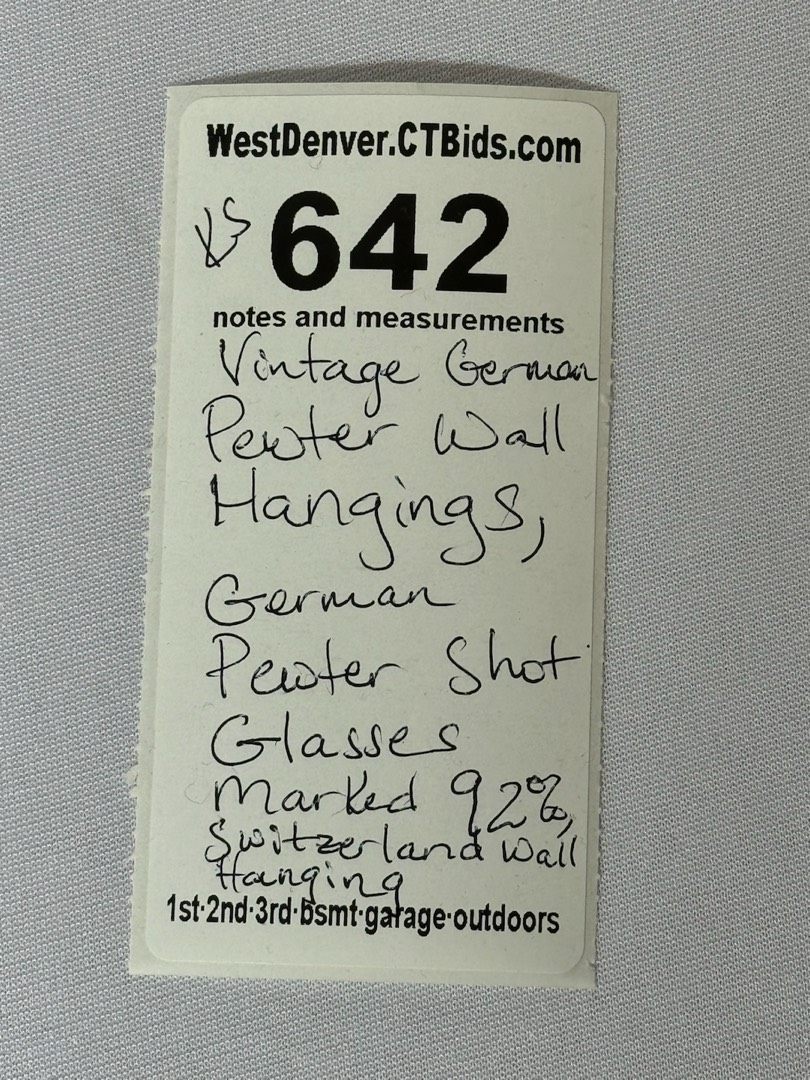 WestDenver.CTBids.com
642
notes and measurements
Vintage German
Pewter Wall
Hangings,
German
Pewter Shot
Glasses
Marked 92%,
Switzerland Wall
Hanging
1st·2nd·3rd·bsmt·garage·outdoors